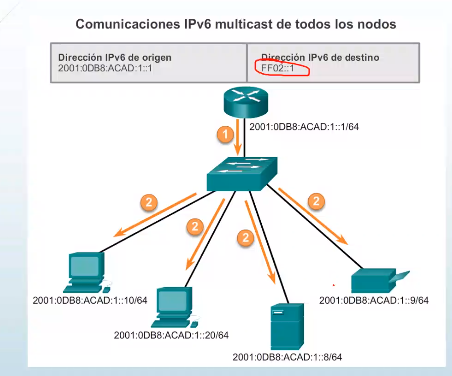 Comunicaciones IPv6 multicast de todos los nodos
Dirección IPv6 de origen
2001:0DB8:ACAD:1::1
Dirección IPv6 de destino
FF02::1
2001:0DB8:ACAD:1::1/64
1
2
2
2
2
2001:0DB8:ACAD:1::10/64
2001:0DB8:ACAD:1::20/64
2001:0DB8:ACAD:1::8/64
2001:0DB8:ACAD:1::9/64